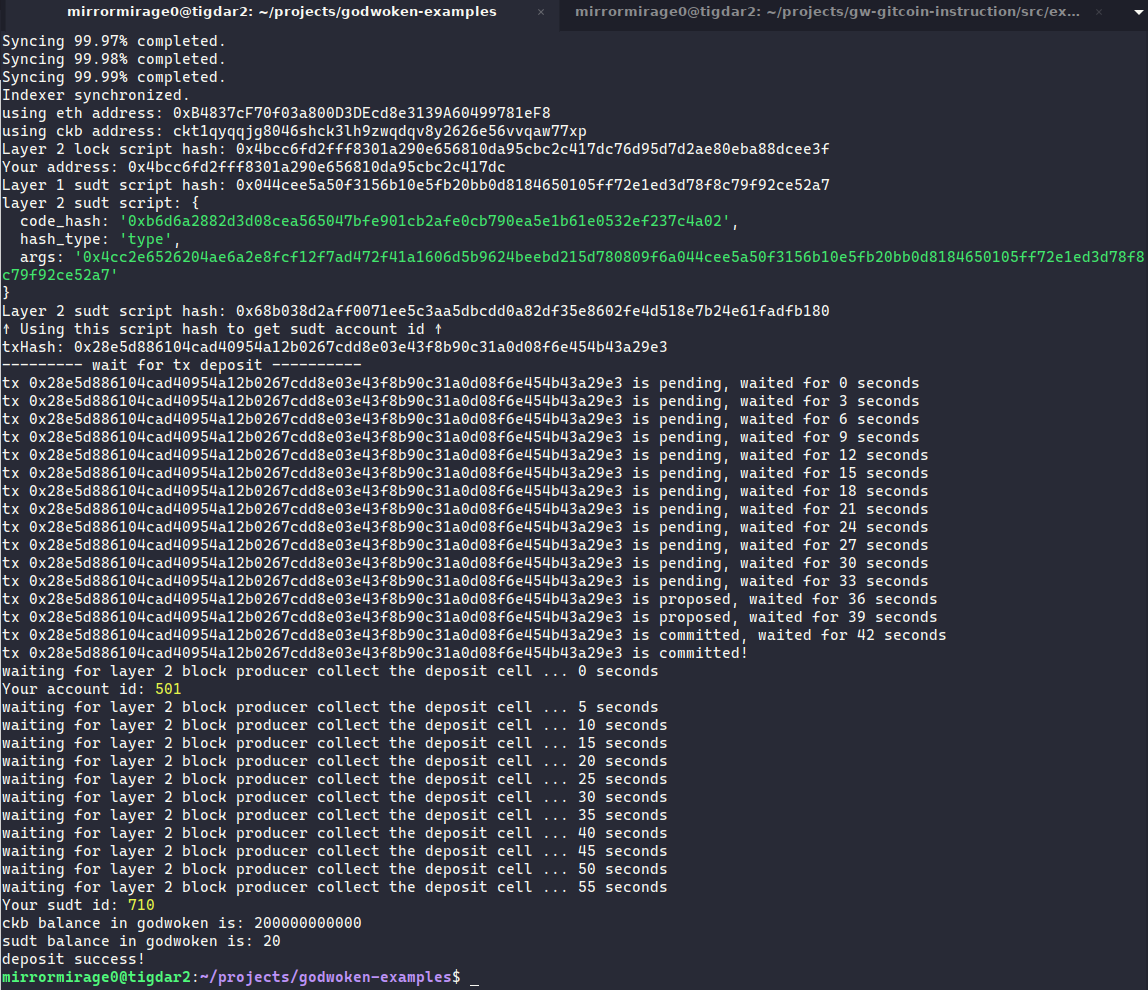 mirrormirage0@tigdar2: ~/projects/godwoken-examples
mirrormirage0@tigdar2: ~/projects/gw-gitcoin-instruction/src/ex...
Syncing 99.97% completed.
Syncing 99.98% completed.
Syncing 99.99% completed.
Indexer synchronized.
using eth address: 0xB4837cF70f03a800D3DEcd8e3139A60499781eF8
using ckb address: ckt1qyqqjg8046shck3lh9zwqdqv8y2626e56vvqaw77xp
Layer 2 lock script hash: 0x4bcc6fd2fff8301a290e656810da95cbc2c417dc76d95d7d2ae80eba88dcee3f
Your address: 0x4bcc6fd2fff8301a290e656810da95cbc2c417dc
Layer 1 sudt script hash: 0x044cee5a50f3156b10e5fb20bb0d8184650105ff72e1ed3d78f8c79f92ce52a7
layer 2 sudt script: {
  code_hash: '0xb6d6a2882d3d08cea565047bfe901cb2afe0cb790ea5e1b61e0532ef237c4a02',
  hash_type: 'type',
  args: '0x4cc2e6526204ae6a2e8fcf12f7ad472f41a1606d5b9624beebd215d780809f6a044cee5a50f3156b10e5fb20bb0d8184650105ff72e1ed3d78f8
c79f92ce52a7'
}
Layer 2 sudt script hash: 0x68b038d2aff0071ee5c3aa5dbcdd0a82df35e8602fe4d518e7b24e61fadfb180
↑ Using this script hash to get sudt account id ↑
txHash: 0x28e5d886104cad40954a12b0267cdd8e03e43f8b90c31a0d08f6e454b43a29e3
--------- wait for tx deposit ----------
tx 0x28e5d886104cad40954a12b0267cdd8e03e43f8b90c31a0d08f6e454b43a29e3 is pending, waited for 0 seconds
tx 0x28e5d886104cad40954a12b0267cdd8e03e43f8b90c31a0d08f6e454b43a29e3 is pending, waited for 3 seconds
tx 0x28e5d886104cad40954a12b0267cdd8e03e43f8b90c31a0d08f6e454b43a29e3 is pending, waited for 6 seconds
tx 0x28e5d886104cad40954a12b0267cdd8e03e43f8b90c31a0d08f6e454b43a29e3 is pending, waited for 9 seconds
tx 0x28e5d886104cad40954a12b0267cdd8e03e43f8b90c31a0d08f6e454b43a29e3 is pending, waited for 12 seconds
tx 0x28e5d886104cad40954a12b0267cdd8e03e43f8b90c31a0d08f6e454b43a29e3 is pending, waited for 15 seconds
tx 0x28e5d886104cad40954a12b0267cdd8e03e43f8b90c31a0d08f6e454b43a29e3 is pending, waited for 18 seconds
tx 0x28e5d886104cad40954a12b0267cdd8e03e43f8b90c31a0d08f6e454b43a29e3 is pending, waited for 21 seconds
tx 0x28e5d886104cad40954a12b0267cdd8e03e43f8b90c31a0d08f6e454b43a29e3 is pending, waited for 24 seconds
tx 0x28e5d886104cad40954a12b0267cdd8e03e43f8b90c31a0d08f6e454b43a29e3 is pending, waited for 27 seconds
tx 0x28e5d886104cad40954a12b0267cdd8e03e43f8b90c31a0d08f6e454b43a29e3 is pending, waited for 30 seconds
tx 0x28e5d886104cad40954a12b0267cdd8e03e43f8b90c31a0d08f6e454b43a29e3 is pending, waited for 33 seconds
tx 0x28e5d886104cad40954a12b0267cdd8e03e43f8b90c31a0d08f6e454b43a29e3 is proposed, waited for 36 seconds
tx 0x28e5d886104cad40954a12b0267cdd8e03e43f8b90c31a0d08f6e454b43a29e3 is proposed, waited for 39 seconds
tx 0x28e5d886104cad40954a12b0267cdd8e03e43f8b90c31a0d08f6e454b43a29e3 is committed, waited for 42 seconds
tx 0x28e5d886104cad40954a12b0267cdd8e03e43f8b90c31a0d08f6e454b43a29e3 is committed!
waiting for layer 2 block producer collect the deposit cell ... 0 seconds
Your account id: 501
waiting for layer 2 block producer collect the deposit cell ... 5 seconds
waiting for layer 2 block producer collect the deposit cell ... 10 seconds
waiting for layer 2 block producer collect the deposit cell ... 15 seconds
waiting for layer 2 block producer collect the deposit cell ... 20 seconds
waiting for layer 2 block producer collect the deposit cell ... 25 seconds
waiting for layer 2 block producer collect the deposit cell ... 30 seconds
waiting for layer 2 block producer collect the deposit cell ... 35 seconds
waiting for layer 2 block producer collect the deposit cell ... 40 seconds
waiting for layer 2 block producer collect the deposit cell ... 45 seconds
waiting for layer 2 block producer collect the deposit cell ... 50 seconds
waiting for layer 2 block producer collect the deposit cell ... 55 seconds
Your sudt id: 710
ckb balance in godwoken is: 200000000000
sudt balance in godwoken is: 20
deposit success!
mirrormirage0@tigdar2:~/projects/godwoken-examples$ _